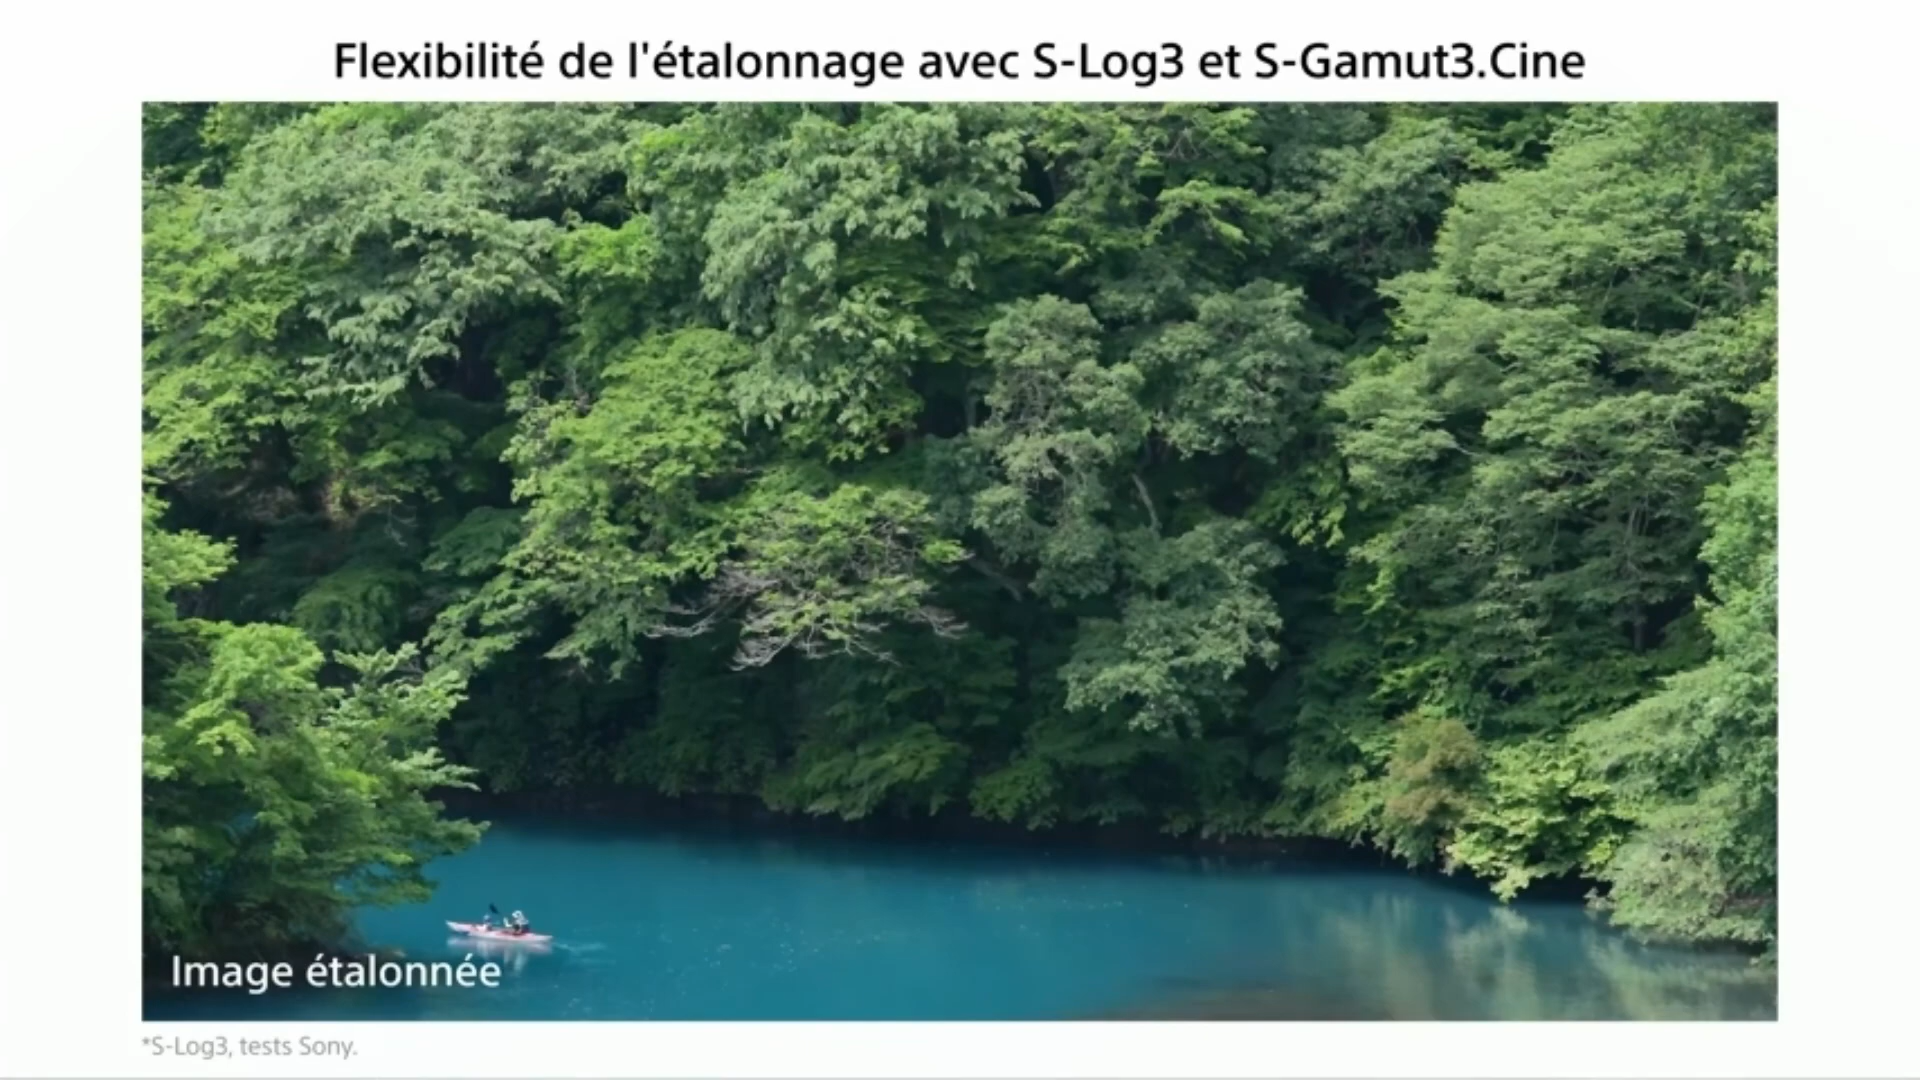 Flexibilité de l'étalonnage avec S-Log3 et S-Gamut3.Cine
Image étalonnée
*S-Log3, tests Sony.